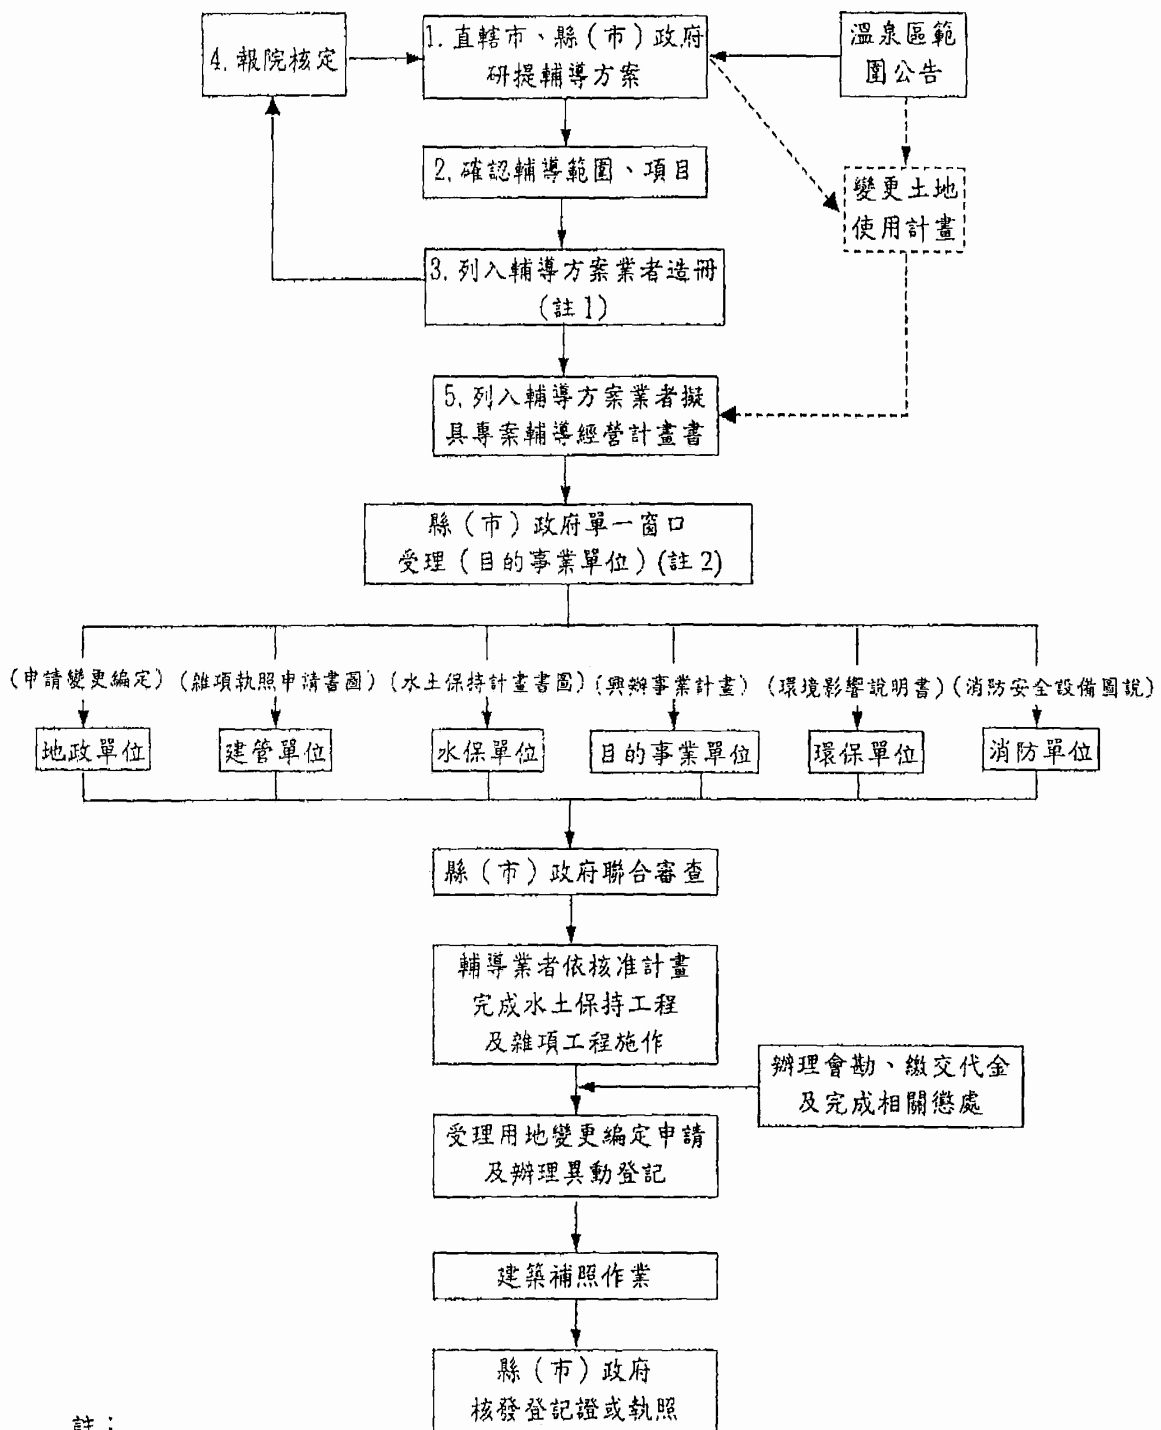 4. 報院核定
1. 直轄市、縣(市)政府
研提輔導方案
溫泉區範
圍公告
2. 確認輔導範圍、項目
變更土地
使用計畫
3. 列入輔導方案業者造冊
(註1)
5. 列入輔導方案業者擬
具專案輔導經營計畫書
縣(市)政府單一窗口
受理(目的事業單位)(註2)
(申請變更編定)(雜項執照申請書圖)(水土保持計畫書圖)(興辦事業計畫)(環境影響說明書)(消防安全設備圖說)
地政單位 建管單位 水保單位 目的事業單位 環保單位 消防單位
縣(市)政府聯合審查
輔導業者依核准計畫
完成水土保持工程
及雜項工程施作
辦理會勘、繳交代金
及完成相關懲處
受理用地變更編定申請
及辦理異動登記
建築補照作業
縣(市)政府
核發登記證或執照
註: